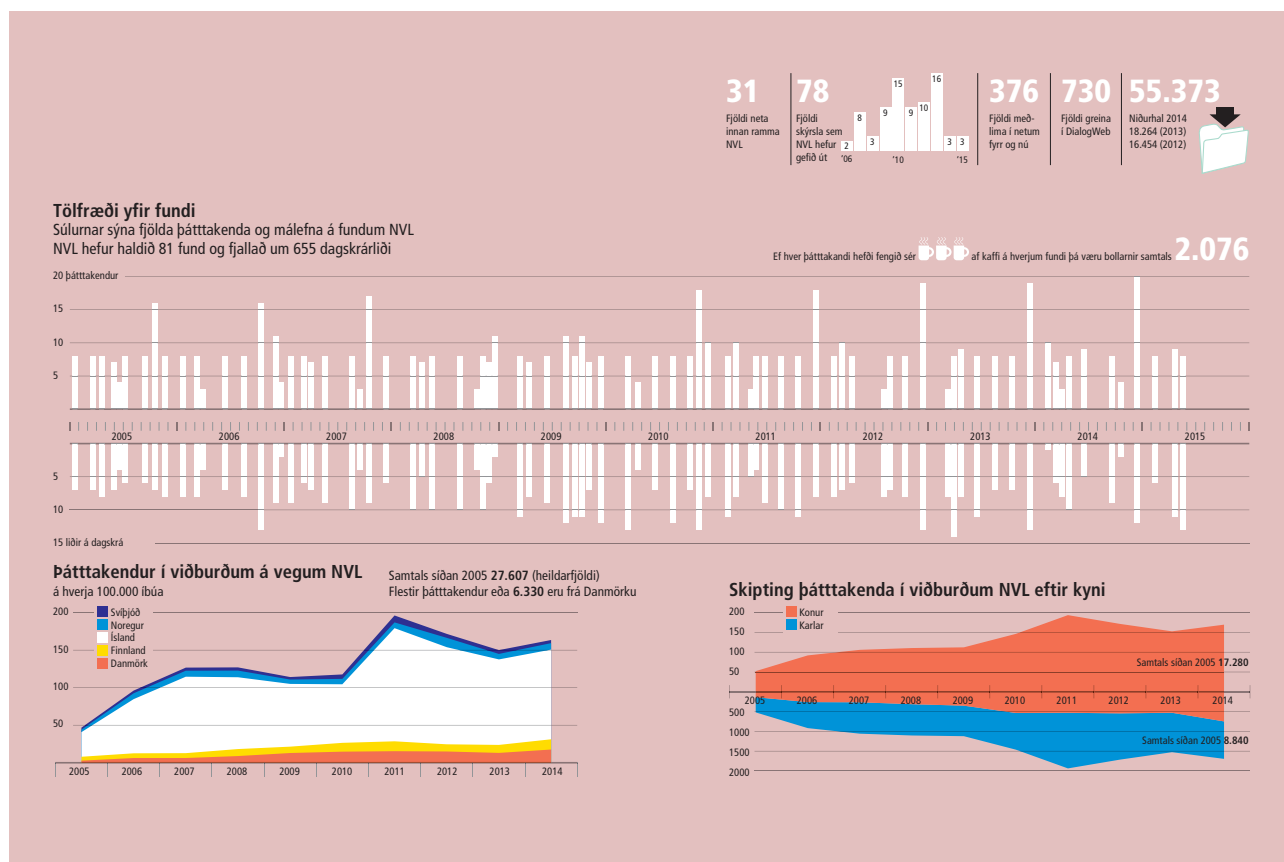 31
Fjöldi neta
innan ramma
NVL
78
Fjöldi
skýrsla sem
NVL hefur
gefið út
2
8
3
9
15
9
10
16
3
3
'06
'10
'15
376
Fjöldi með-
lima í netum
fyrr og nú
730
Fjöldi greina
í DialogWeb
55.373
Niðurhal 2014
18.264 (2013)
16.454 (2012)
Tölfræði yfir fundi
Súlurnar sýna fjölda þátttakenda og málefna á fundum NVL
NVL hefur haldið 81 fund og fjallað um 655 dagskrárliði
Ef hver þátttakandi hefði fengið sér af kaffi á hverjum fundi þá væru bollarnir samtals 2.076
20 þátttakendur
15
10
5
2005 2006 2007 2008 2009 2010 2011 2012 2013 2014 2015
5
10
15 liðir á dagskrá
Þátttakendur í viðburðum á vegum NVL
á hverja 100.000 íbúa
Samtals síðan 2005 27.607 (heildarfjöldi)
Flestir þátttakendur eða 6.330 eru frá Danmörku
200
150
100
50
Svíþjóð
Noregur
Ísland
Finnland
Danmörk
2005 2006 2007 2008 2009 2010 2011 2012 2013 2014
Skipting þátttakenda í viðburðum NVL eftir kyni
200
150
100
50
Konur
Karlar
Samtals síðan 2005 17.280
2005 2006 2007 2008 2009 2010 2011 2012 2013 2014
500
1000
1500
2000
Samtals síðan 2005 8.840